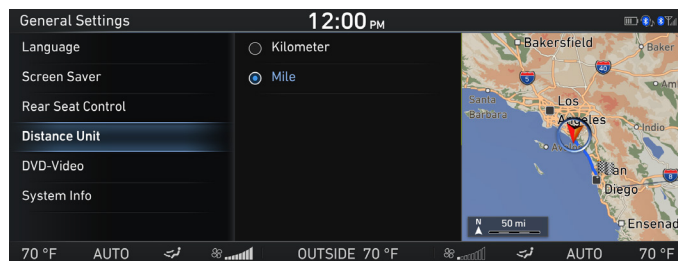 General Settings
12:00 PM
Language
Screen Saver
Rear Seat Control
Distance Unit
DVD-Video
System Info
Kilometer
Mile
Bakersfield
Baker
40
5
Santa
Barbara
Los
Angeles
Indio
San
Diego
8
Ensenad
N
50 mi
70 °F
AUTO
OUTSIDE 70 °F
AUTO
70 °F